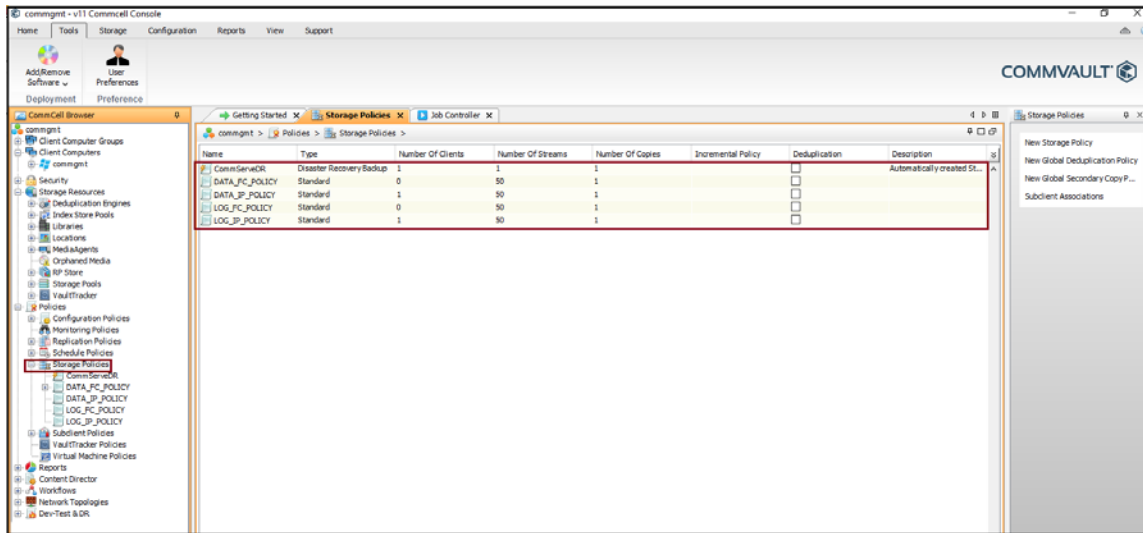 commgmt - v11 Commcell Console
Home Tools Storage Configuration Reports View Support
Add/Remove Software
User Preferences
Deployment Preference
COMMVAULT
CommCell Browser
commgmt
Client Computer Groups
Client Computers
commgmt
Security
Storage Resources
Deduplication Engines
Index Store Pools
Libraries
Locations
MediaAgents
Orphaned Media
RP Store
Storage Pools
VaultTracker
Policies
Configuration Policies
Monitoring Policies
Replication Policies
Schedule Policies
Storage Policies
CommServeDR
DATA_FC_POLICY
DATA_IP_POLICY
LOG_FC_POLICY
LOG_IP_POLICY
Subclient Policies
VaultTracker Policies
Virtual Machine Policies
Reports
Content Director
Workflows
Network Topologies
Dev-Test & DR
Getting Started Storage Policies Job Controller
commgmt > Policies > Storage Policies >
Name Type Number Of Clients Number Of Streams Number Of Copies Incremental Policy Deduplication Description
CommServeDR Disaster Recovery Backup 1 1 1 Automatically created St...
DATA_FC_POLICY Standard 0 50 1
DATA_IP_POLICY Standard 1 50 1
LOG_FC_POLICY Standard 0 50 1
LOG_IP_POLICY Standard 1 50 1
Storage Policies
New Storage Policy
New Global Deduplication Policy
New Global Secondary Copy P...
Subclient Associations